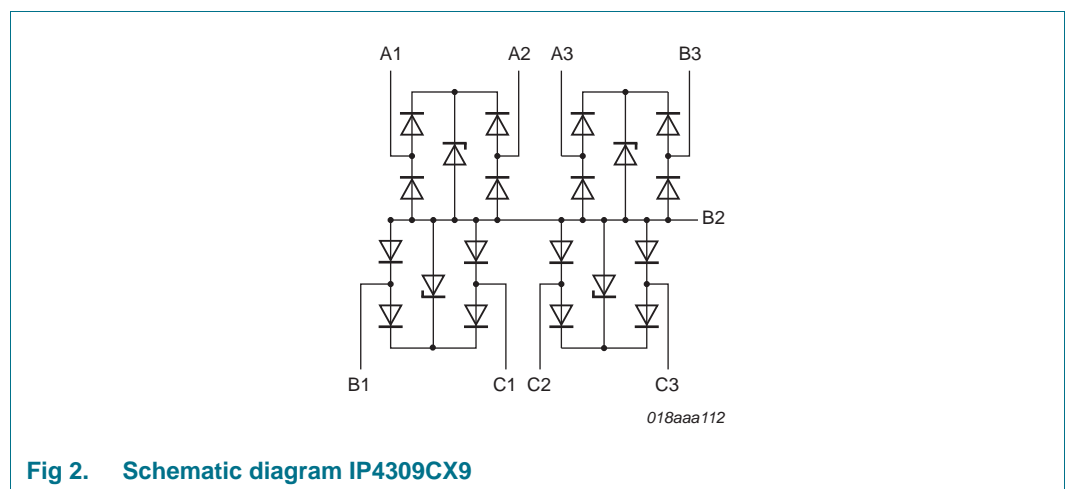 A1 A2 A3 B3
B2
B1 C1 C2 C3
018aaa112
Fig 2. Schematic diagram IP4309CX9